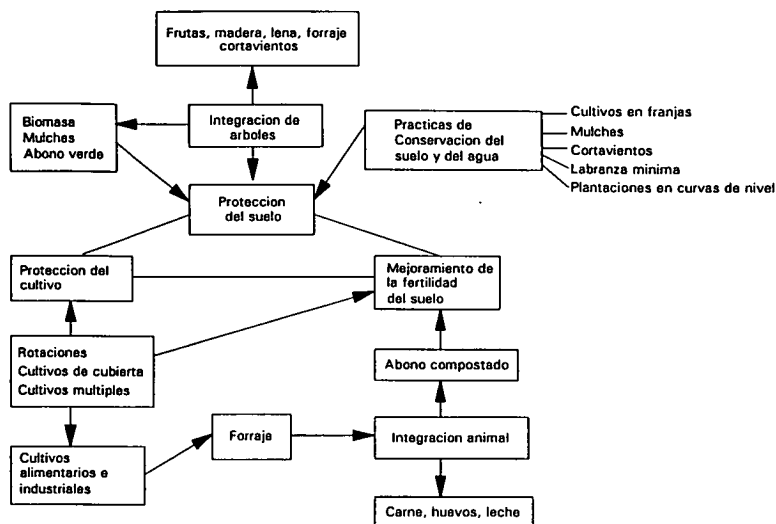 Frutas, madera, lena, forraje
cortavientos
Biomasa
Mulches
Abono verde
Integracion de
arboles
Practicas de
Conservacion del
suelo y del agua
Cultivos en franjas
Mulches
Cortavientos
Labranza minima
Plantaciones en curvas de nivel
Proteccion
del suelo
Proteccion del
cultivo
Mejoramiento de
la fertilidad
del suelo
Rotaciones
Cultivos de cubierta
Cultivos multiples
Abono compostado
Cultivos
alimentarios e
industriales
Forraje
Integracion animal
Carne, huevos, leche